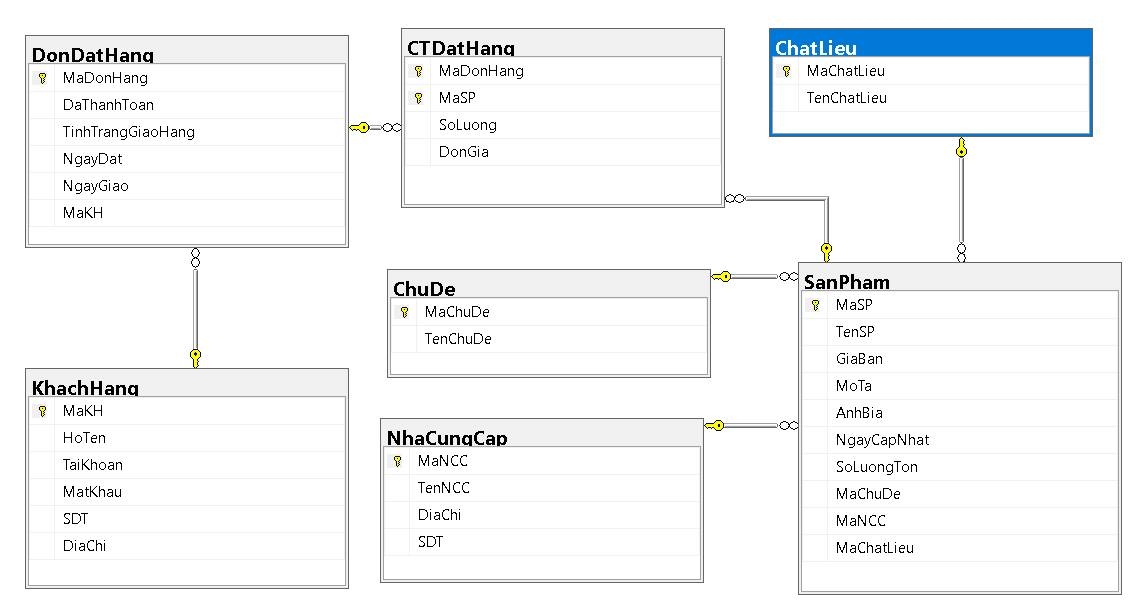 DonDatHang
MaDonHang
DaThanhToan
TinhTrangGiaoHang
NgayDat
NgayGiao
MaKH
CTDatHang
MaDonHang
MaSP
SoLuong
DonGia
ChatLieu
MaChatLieu
TenChatLieu
ChuDe
MaChuDe
TenChuDe
SanPham
MaSP
TenSP
GiaBan
MoTa
AnhBia
NgayCapNhat
SoLuongTon
MaChuDe
MaNCC
MaChatLieu
KhachHang
MaKH
HoTen
TaiKhoan
MatKhau
SDT
DiaChi
NhaCungCap
MaNCC
TenNCC
DiaChi
SDT